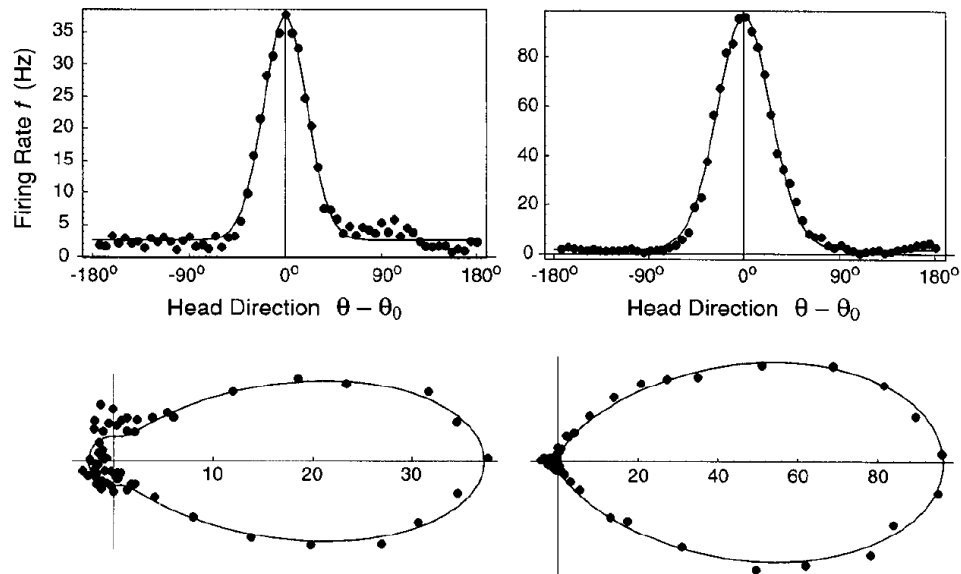 35
30
25
20
15
10
5
0
Firing Rate f (Hz)
-180° -90° 0° 90° 180°
Head Direction θ – θ₀
80
60
40
20
0
-180° -90° 0° 90° 180°
Head Direction θ – θ₀
10 20 30
20 40 60 80